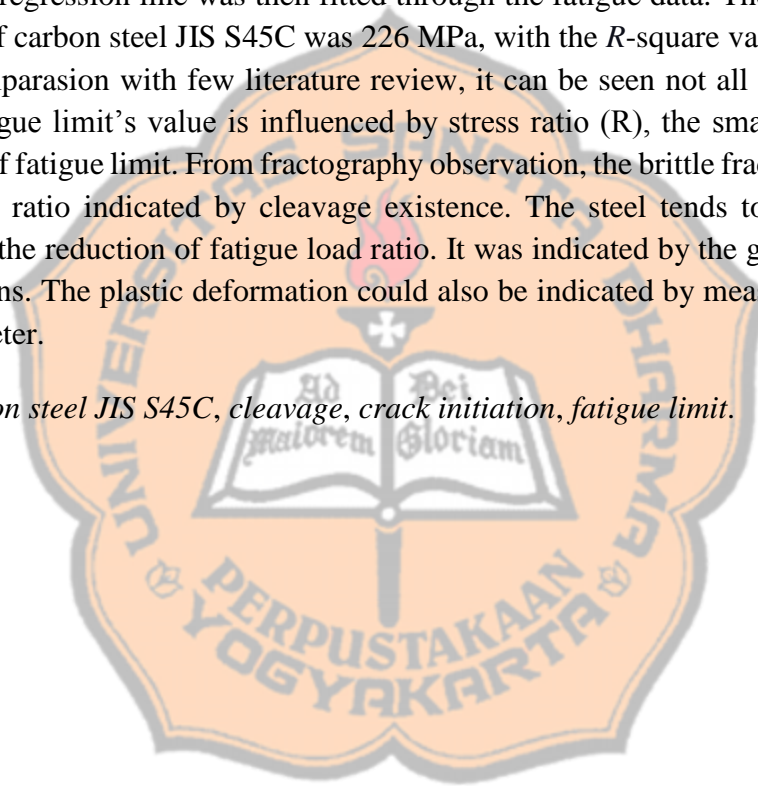 regression line was then fitted through the fatigue data. The
f carbon steel JIS S45C was 226 MPa, with the R-square va
parasion with few literature review, it can be seen not all
gue limit's value is influenced by stress ratio (R), the sma
f fatigue limit. From fractography observation, the brittle frac
ratio indicated by cleavage existence. The steel tends to
the reduction of fatigue load ratio. It was indicated by the g
ns. The plastic deformation could also be indicated by mea
eter.
on steel JIS S45C, cleavage, crack initiation, fatigue limit.
UNIVERSITAS SANATA DHARMA
Ad Maiorem
Dei Gloriam
PERPUSTAKAAN
YOGYAKARTA